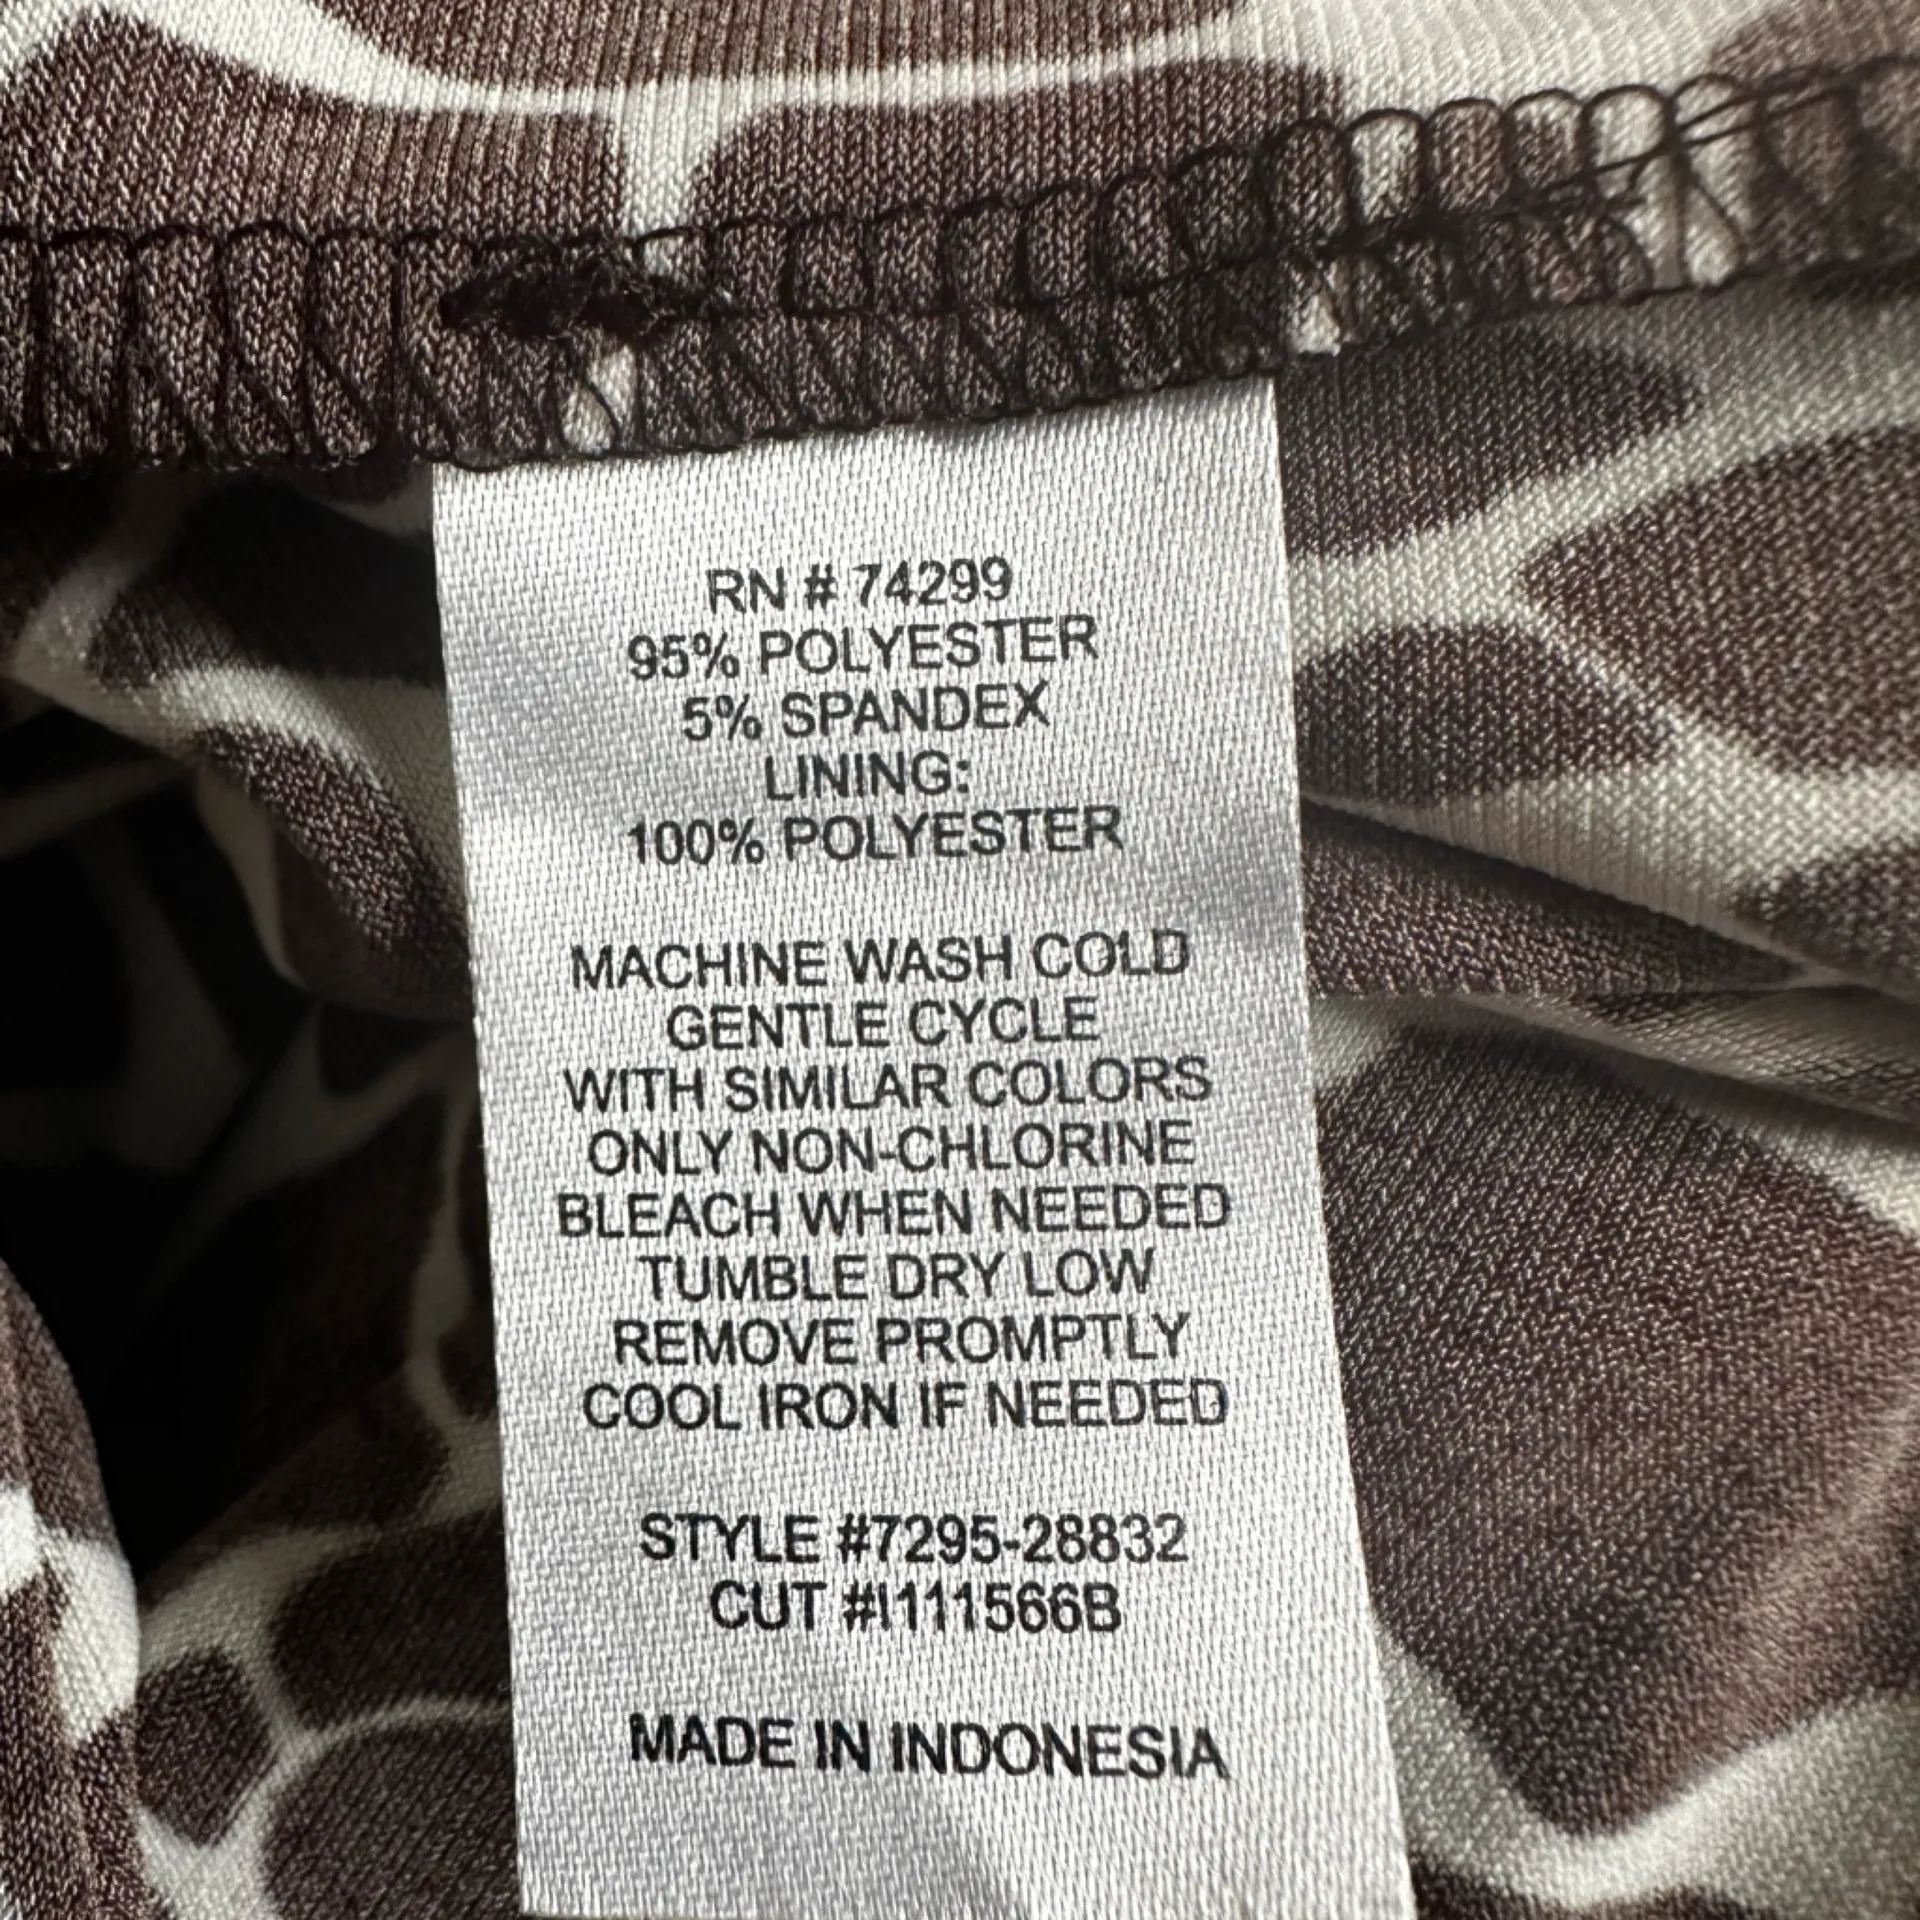 RN # 74299
95% POLYESTER
5% SPANDEX
LINING:
100% POLYESTER
MACHINE WASH COLD
GENTLE CYCLE
WITH SIMILAR COLORS
ONLY NON-CHLORINE
BLEACH WHEN NEEDED
TUMBLE DRY LOW
REMOVE PROMPTLY
COOL IRON IF NEEDED
STYLE #7295-28832
CUT #I111566B
MADE IN INDONESIA